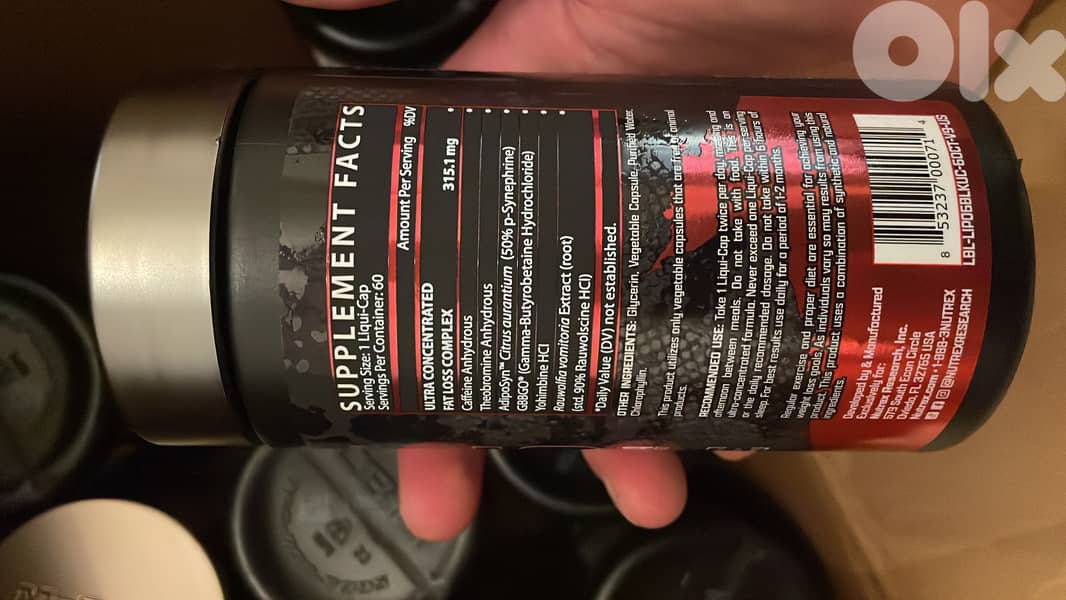 olx
SUPPLEMENT FACTS
Serving Size: 1 Liqui-Cap
Servings Per Container: 60
Amount Per Serving %DV
ULTRA CONCENTRATED
FAT LOSS COMPLEX 315.1 mg *
Caffeine Anhydrous *
Theobromine Anhydrous *
AdipoSyn™ Citrus aurantium (50% p-Synephrine) *
GBBGO® (Gamma-Butyrobetaine Hydrochloride) *
Yohimbine HCl *
Rauwolfia vomitoria Extract (root) *
(std. 90% Rauwolscine HCl)
*Daily Value (DV) not established.
OTHER INGREDIENTS: Glycerin, Vegetable Capsule, Purified Water,
Chlorophyllin.
This product utilizes only vegetable capsules that are free of animal
products.
RECOMMENDED USE: Take 1 Liqui-Cap twice per day, morning and
afternoon between meals. Do not take with food. This is an
ultra-concentrated formula. Never exceed one Liqui-Cap per serving
or the daily recommended dosage. Do not take within 6 hours of
sleep. For best results use daily for a period of 1-2 months.
Regular exercise and proper diet are essential for achieving your
weight loss goals. As individuals vary so may results from using this
product. This product uses a combination of synthetic and natural
ingredients.
Developed by & Manufactured
Exclusively for:
Nutrex Research, Inc.
579 South Econ Circle
Oviedo, FL 32765 USA
Nutrex.com • 1-888-3NUTREX
@NUTREXRESEARCH
8 53237 00071 4
LBL-LIPO6BLKUC-60CT-V9-US